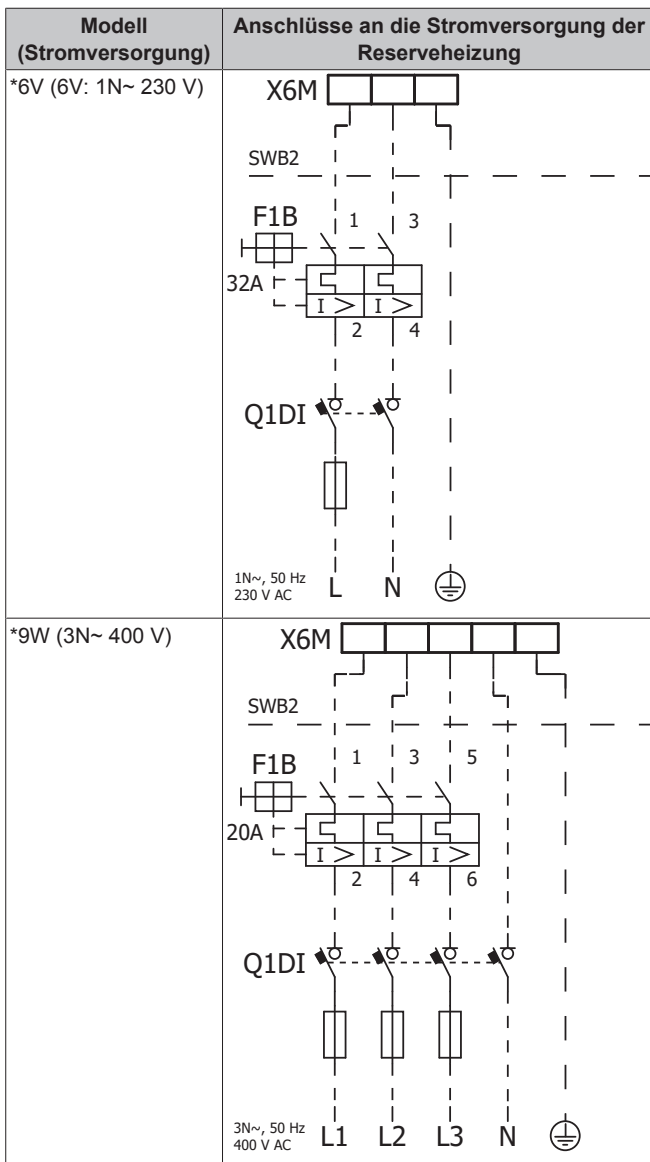 Modell
(Stromversorgung)
Anschlüsse an die Stromversorgung der
Reserveheizung
*6V (6V: 1N~ 230 V)
X6M
SWB2
F1B
1 3
32A
I > I >
2 4
Q1DI
1N~, 50 Hz
230 V AC
L N
*9W (3N~ 400 V)
X6M
SWB2
F1B
1 3 5
20A
I > I > I >
2 4 6
Q1DI
3N~, 50 Hz
400 V AC
L1 L2 L3 N